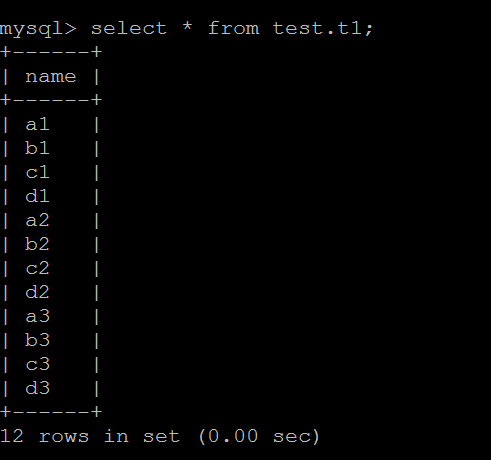 mysql> select * from test.t1;
+------+
| name |
+------+
| a1   |
| b1   |
| c1   |
| d1   |
| a2   |
| b2   |
| c2   |
| d2   |
| a3   |
| b3   |
| c3   |
| d3   |
+------+
12 rows in set (0.00 sec)